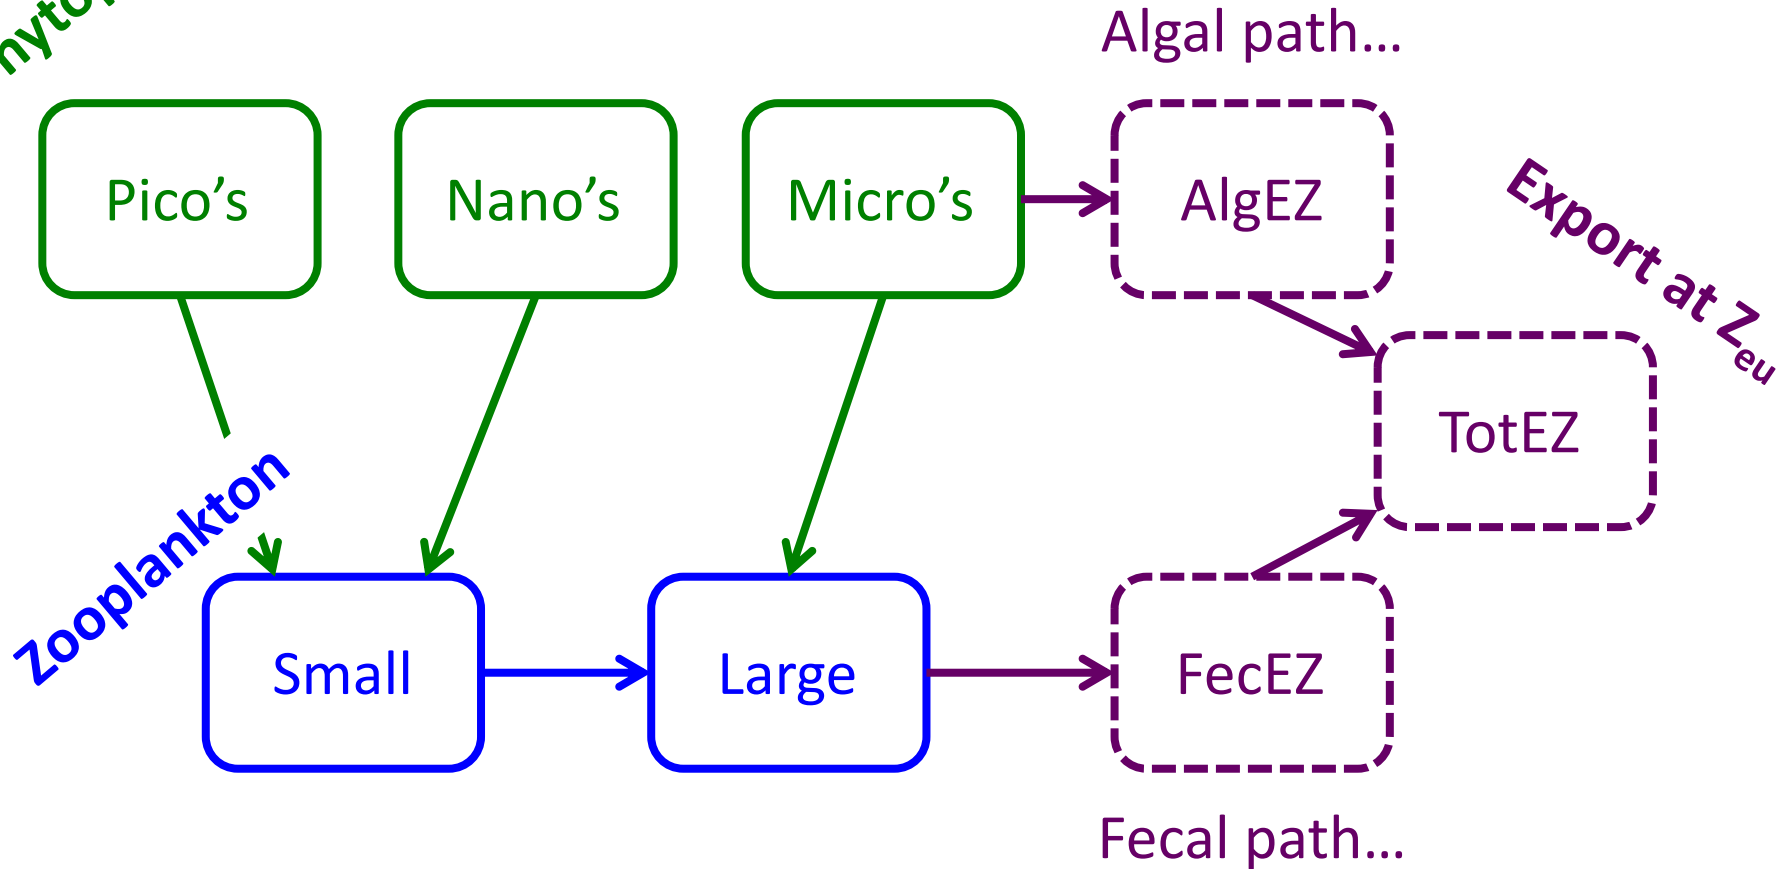 Algal path...
Pico's
Nano's
Micro's
AlgEZ
Export at Zeu
TotEZ
Zooplankton
Small
Large
FecEZ
Fecal path...